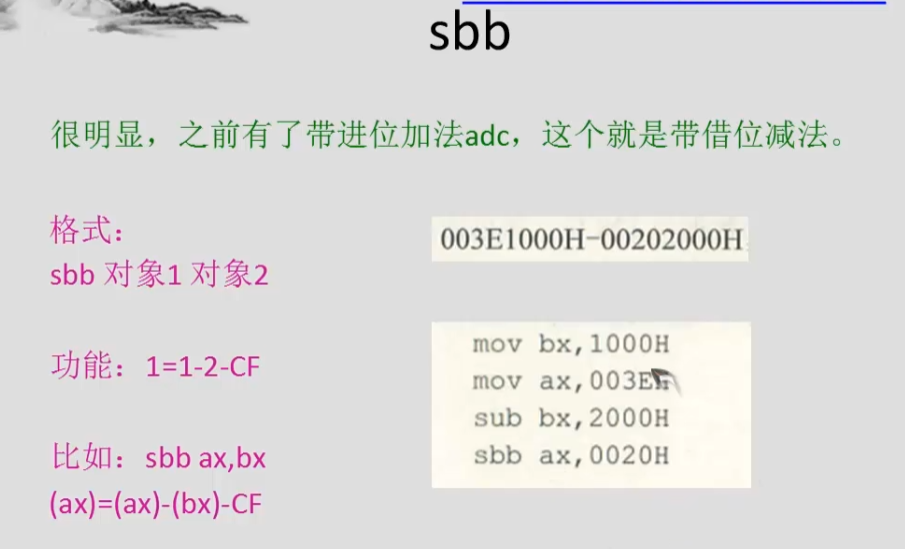 sbb
很明显，之前有了带进位加法adc，这个就是带借位减法。
格式：
sbb 对象1 对象2
功能：1=1-2-CF
比如：sbb ax,bx
(ax)=(ax)-(bx)-CF
003E1000H-00202000H
mov bx,1000H
mov ax,003EH
sub bx,2000H
sbb ax,0020H